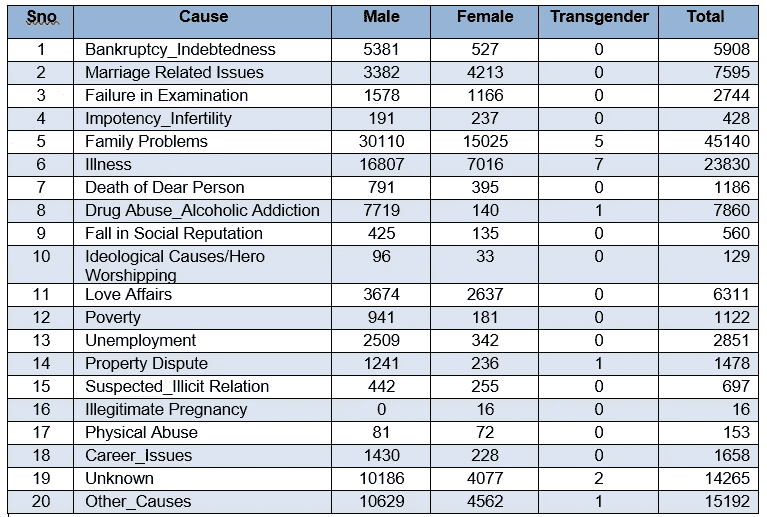 Sno Cause Male Female Transgender Total
1 Bankruptcy_Indebtedness 5381 527 0 5908
2 Marriage Related Issues 3382 4213 0 7595
3 Failure in Examination 1578 1166 0 2744
4 Impotency_Infertility 191 237 0 428
5 Family Problems 30110 15025 5 45140
6 Illness 16807 7016 7 23830
7 Death of Dear Person 791 395 0 1186
8 Drug Abuse_Alcoholic Addiction 7719 140 1 7860
9 Fall in Social Reputation 425 135 0 560
10 Ideological Causes/Hero 96 33 0 129
Worshipping
11 Love Affairs 3674 2637 0 6311
12 Poverty 941 181 0 1122
13 Unemployment 2509 342 0 2851
14 Property Dispute 1241 236 1 1478
15 Suspected_Illicit Relation 442 255 0 697
16 Illegitimate Pregnancy 0 16 0 16
17 Physical Abuse 81 72 0 153
18 Career_Issues 1430 228 0 1658
19 Unknown 10186 4077 2 14265
20 Other_Causes 10629 4562 1 15192